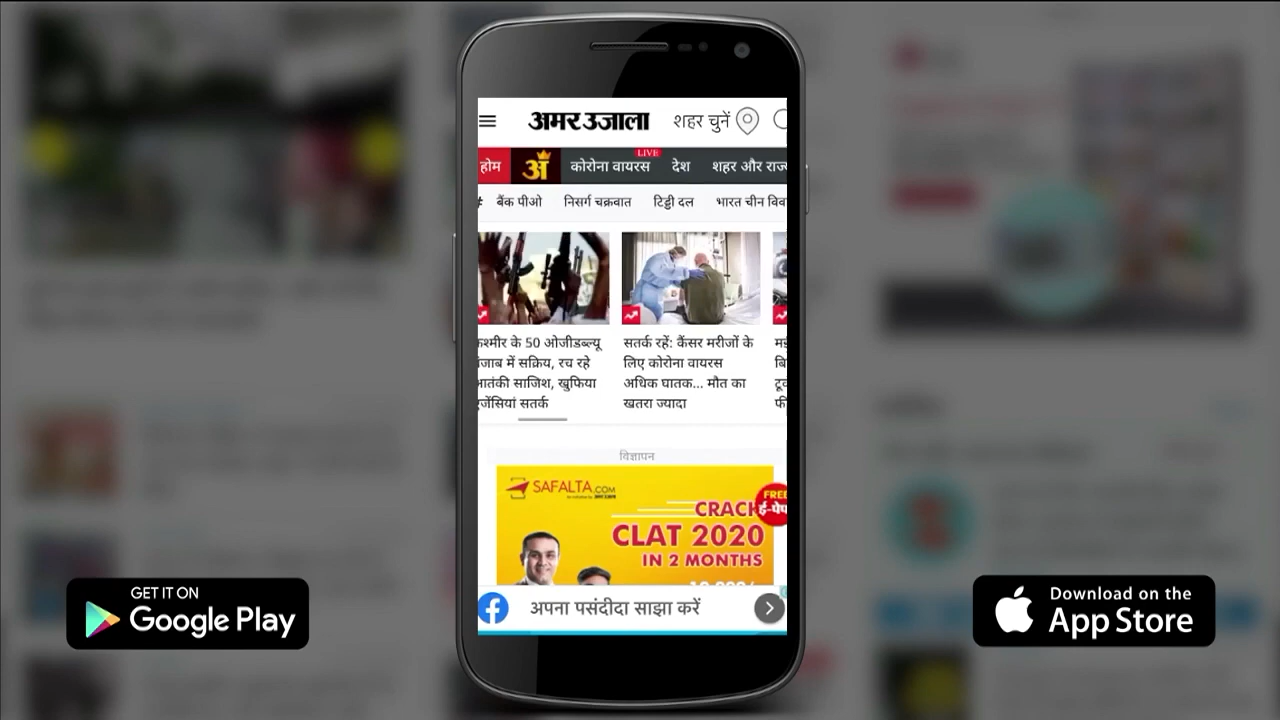 अमर उजाला
शहर चुनें
LIVE
होम
अ
कोरोना वायरस
देश
शहर और राज्
# बैंक पीओ
निसर्ग चक्रवात
टिड्डी दल
भारत चीन विवा
कश्मीर के 50 ओजीडब्ल्यू
पंजाब में सक्रिय, रच रहे
आतंकी साजिश, खुफिया
एजेंसियां सतर्क
सतर्क रहें: कैंसर मरीजों के
लिए कोरोना वायरस
अधिक घातक... मौत का
खतरा ज्यादा
विज्ञापन
SAFALTA.COM
CRACK
CLAT 2020
IN 2 MONTHS
FREE
ई-पेप
अपना पसंदीदा साझा करें
GET IT ON
Google Play
Download on the
App Store